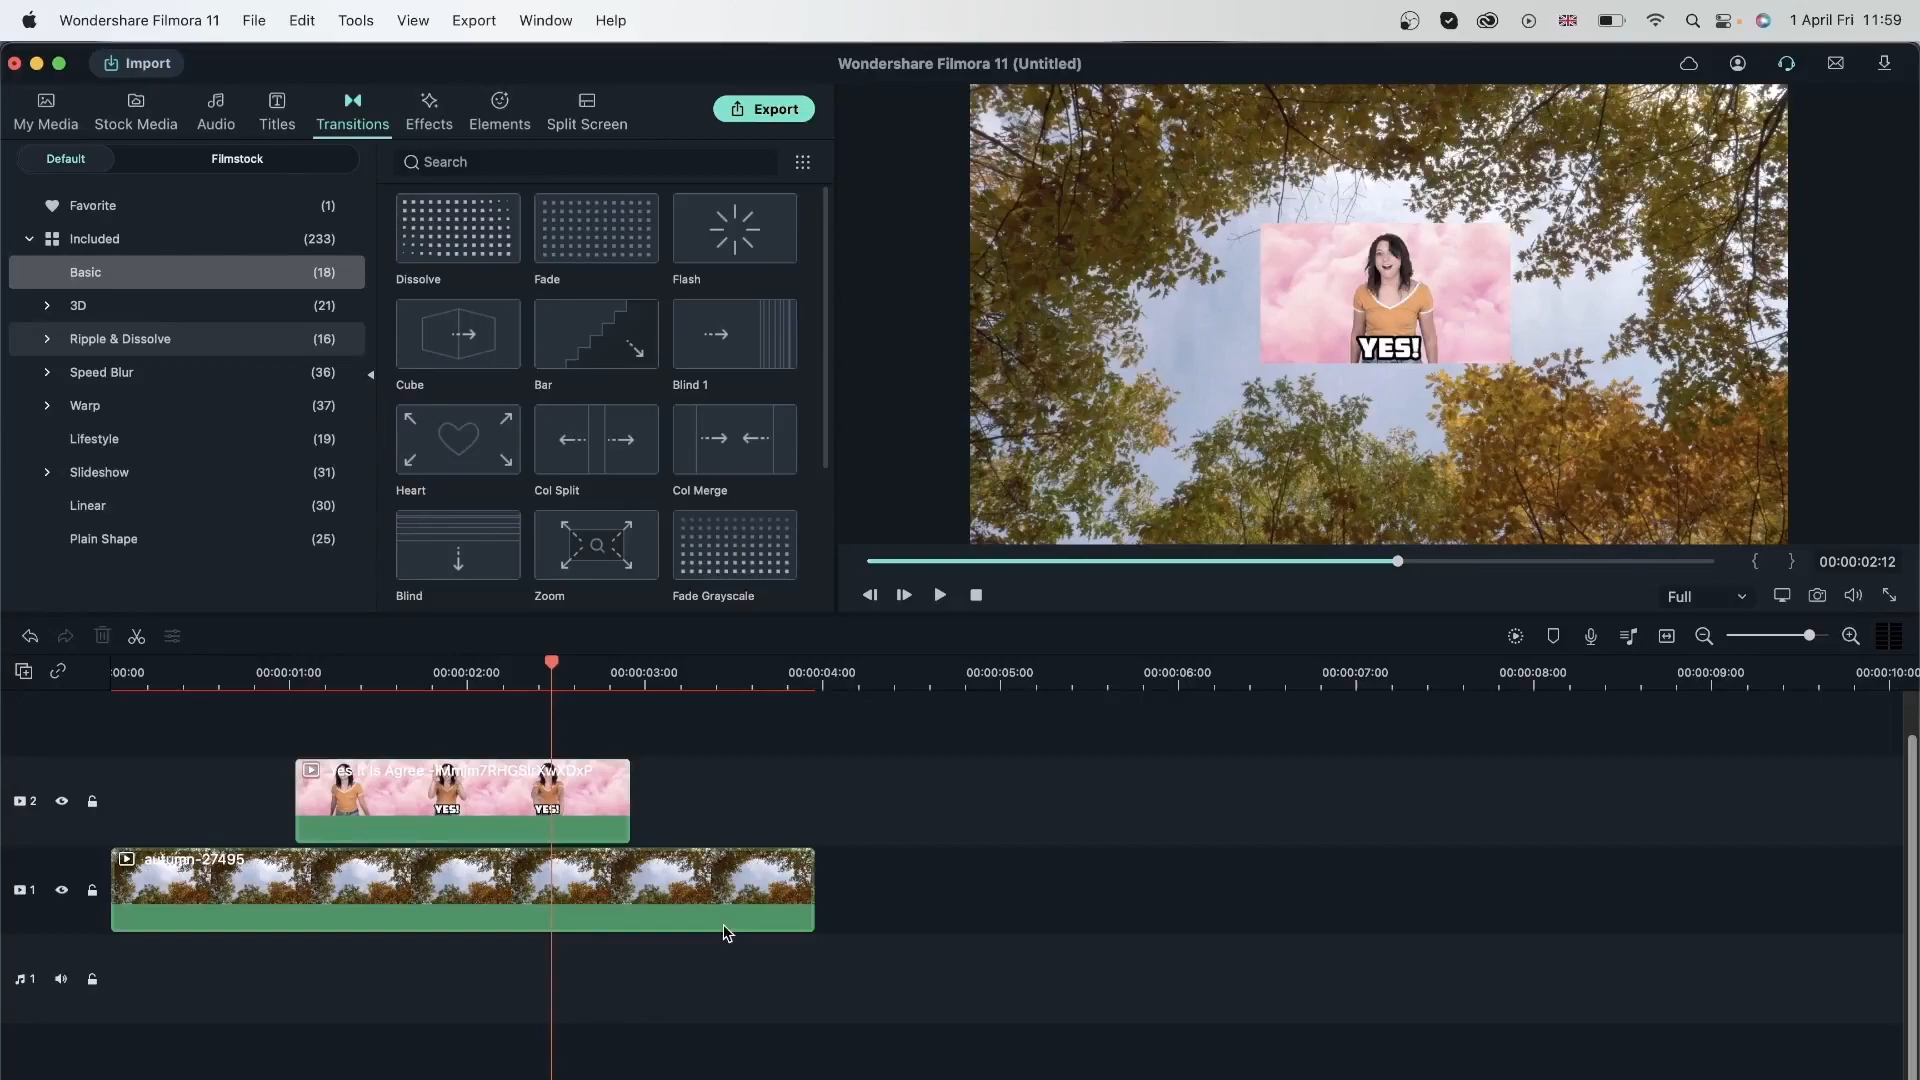 Wondershare Filmora 11 File Edit Tools View Export Window Help 1 April Fri 11:59
Import Wondershare Filmora 11 (Untitled)
My Media Stock Media Audio Titles Transitions Effects Elements Split Screen Export
Default Filmstock Search
Favorite (1)
Included (233)
Basic (18)
3D (21)
Ripple & Dissolve (16)
Speed Blur (36)
Warp (37)
Lifestyle (19)
Slideshow (31)
Linear (30)
Plain Shape (25)
Dissolve Fade Flash
Cube Bar Blind 1
Heart Col Split Col Merge
Blind Zoom Fade Grayscale
YES!
{ } 00:00:02:12
Full
:00:00 00:00:01:00 00:00:02:00 00:00:03:00 00:00:04:00 00:00:05:00 00:00:06:00 00:00:07:00 00:00:08:00 00:00:09:00 00:00:10:00
2
Yes It Is Agree
YES! YES!
1
autumn-27495
1